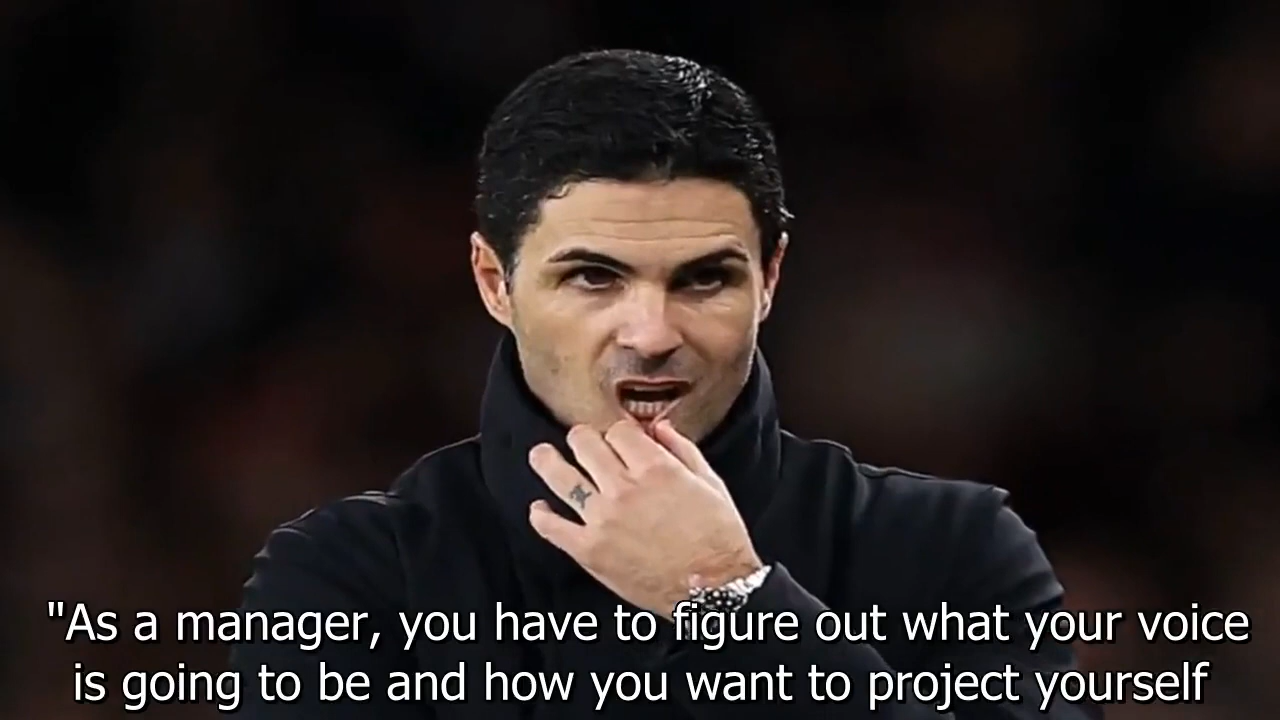 "As a manager, you have to figure out what your voice
is going to be and how you want to project yourself